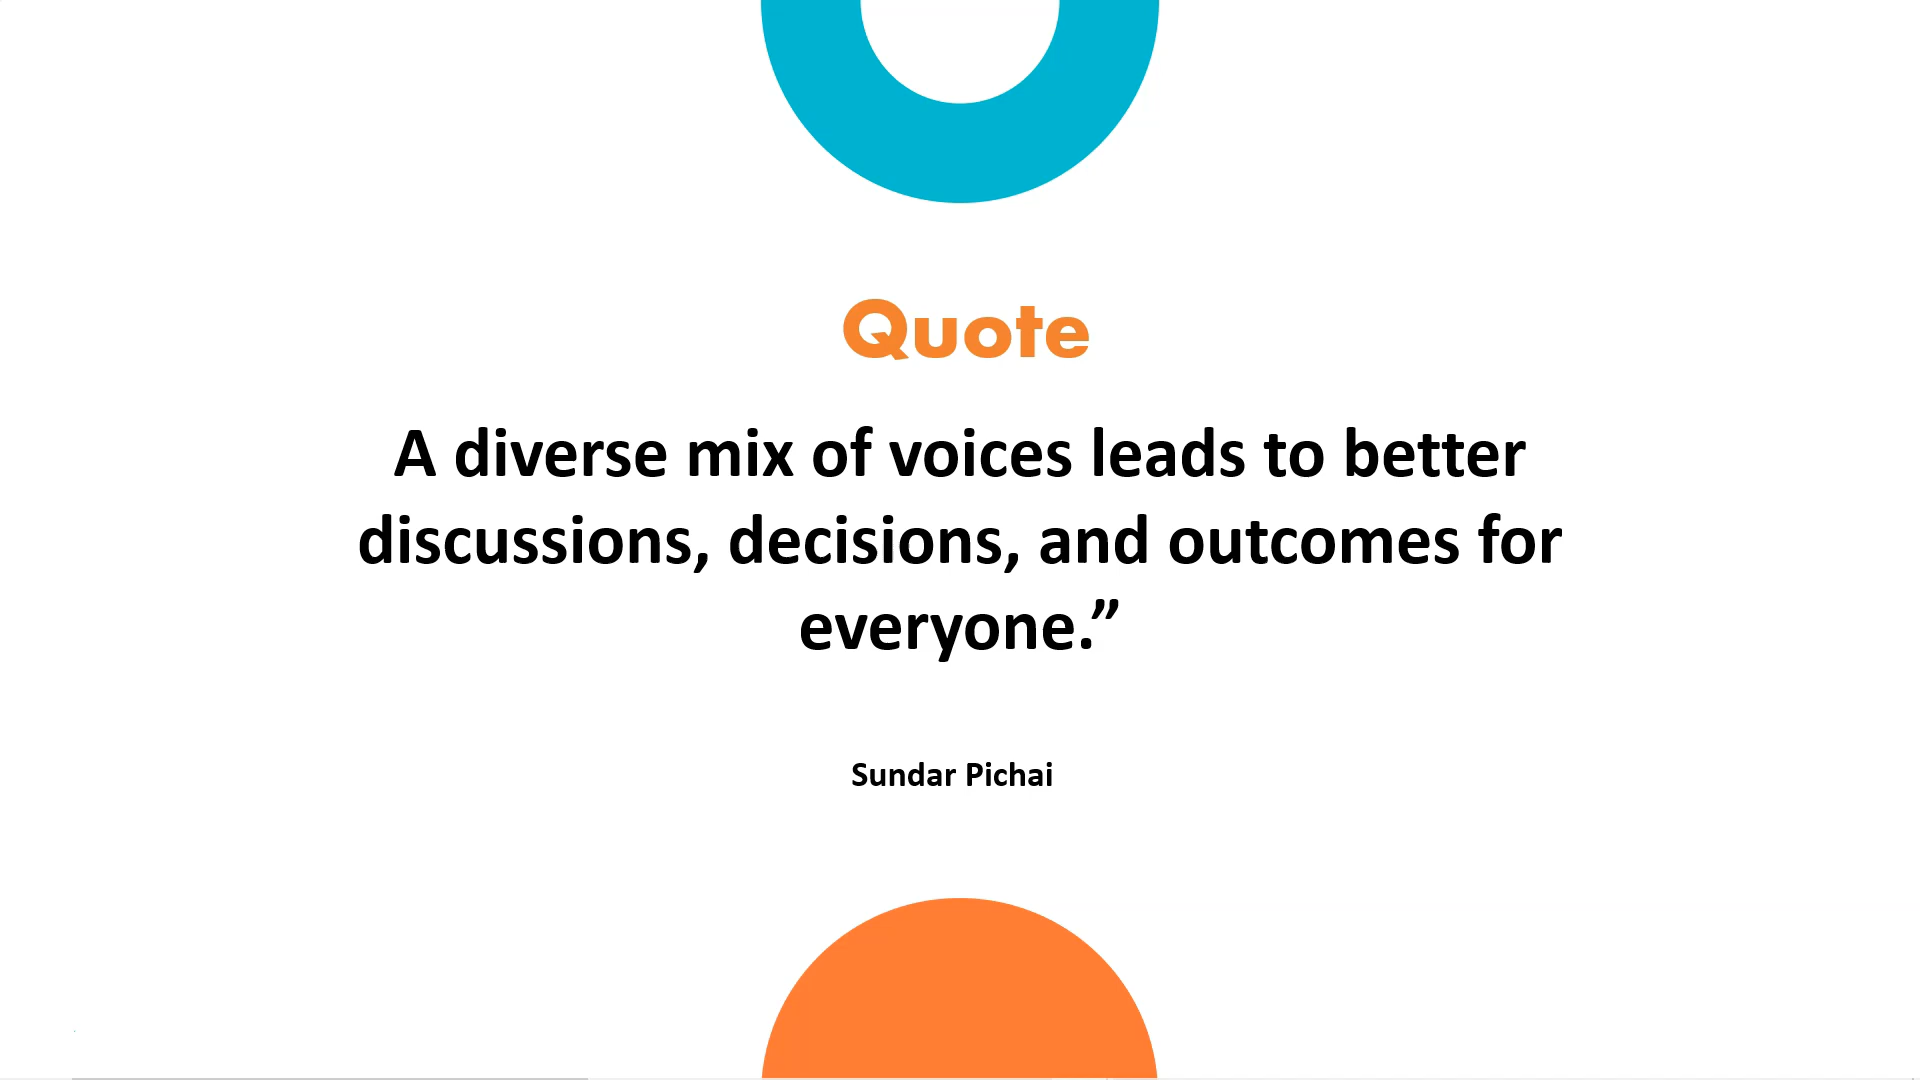 Quote
A diverse mix of voices leads to better
discussions, decisions, and outcomes for
everyone.”
Sundar Pichai